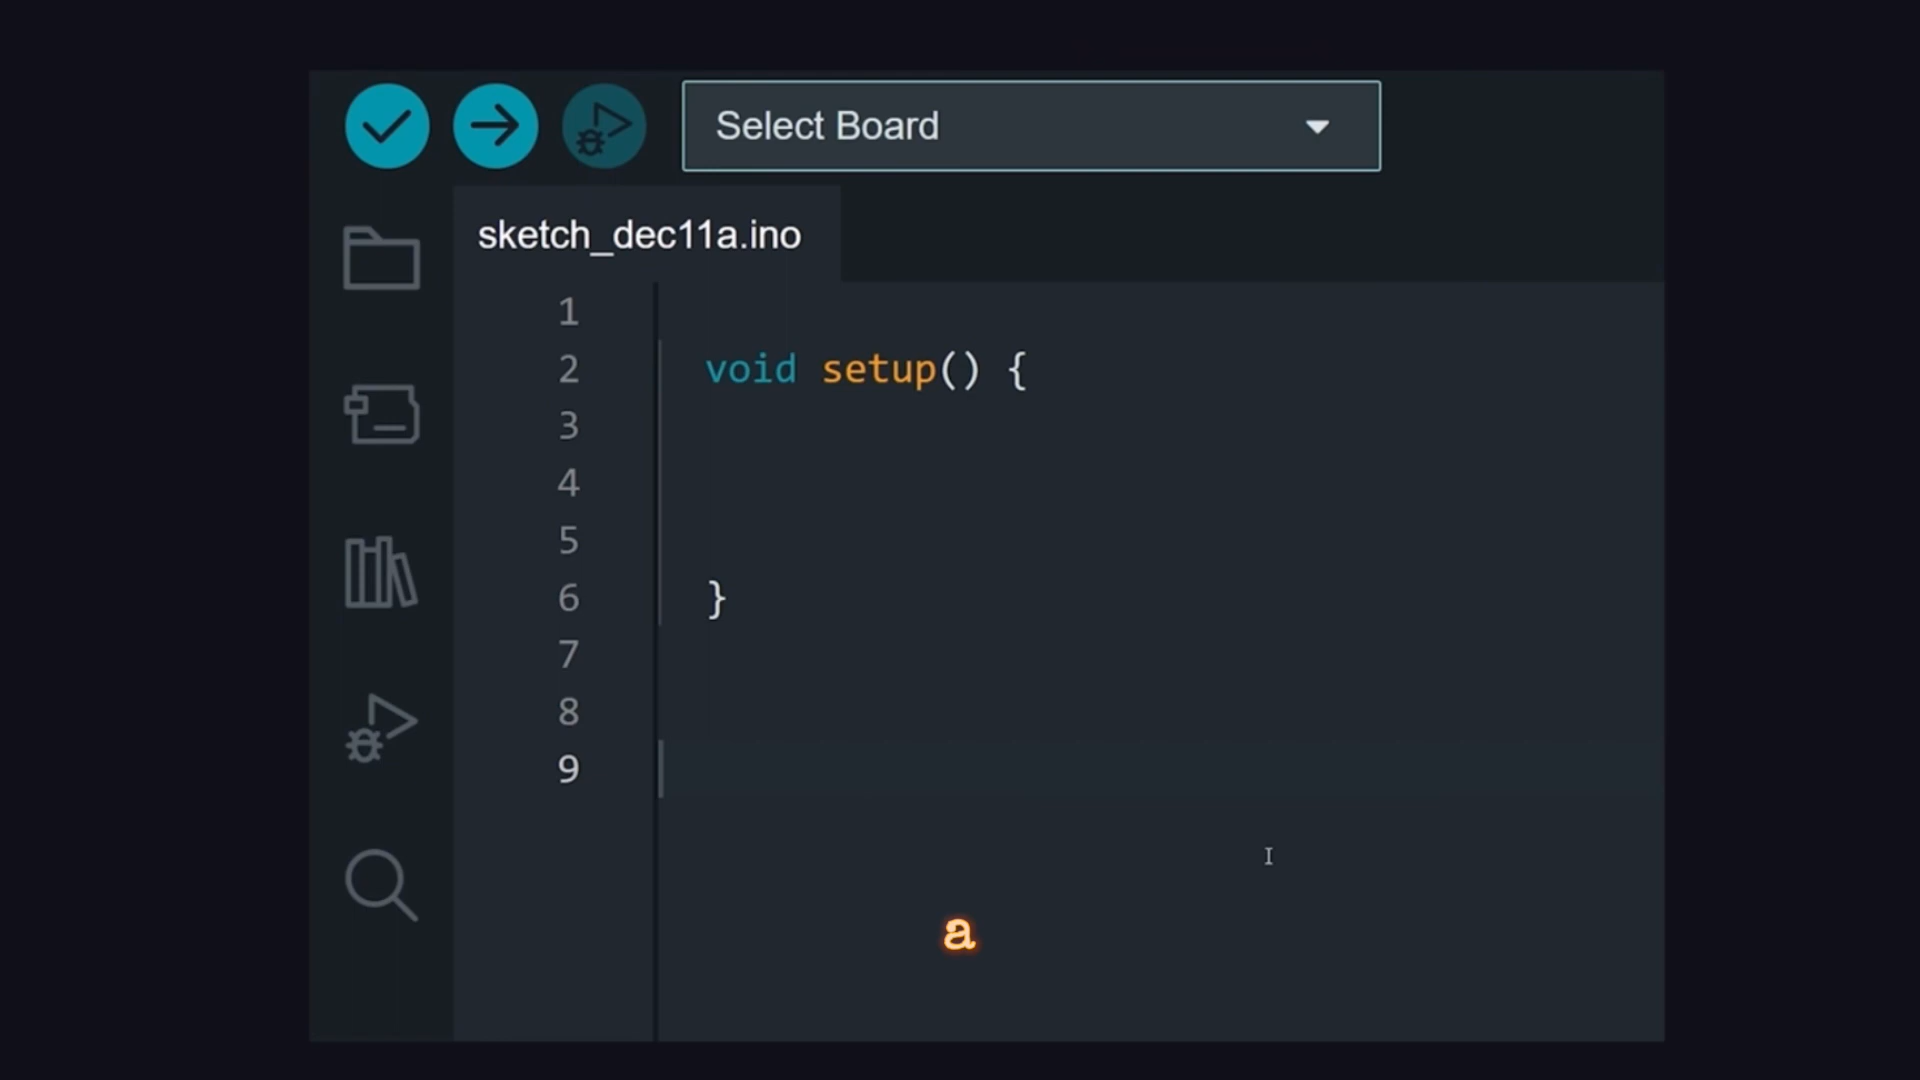 Select Board
sketch_dec11a.ino
1
2 void setup() {
3
4
5
6 }
7
8
9
a